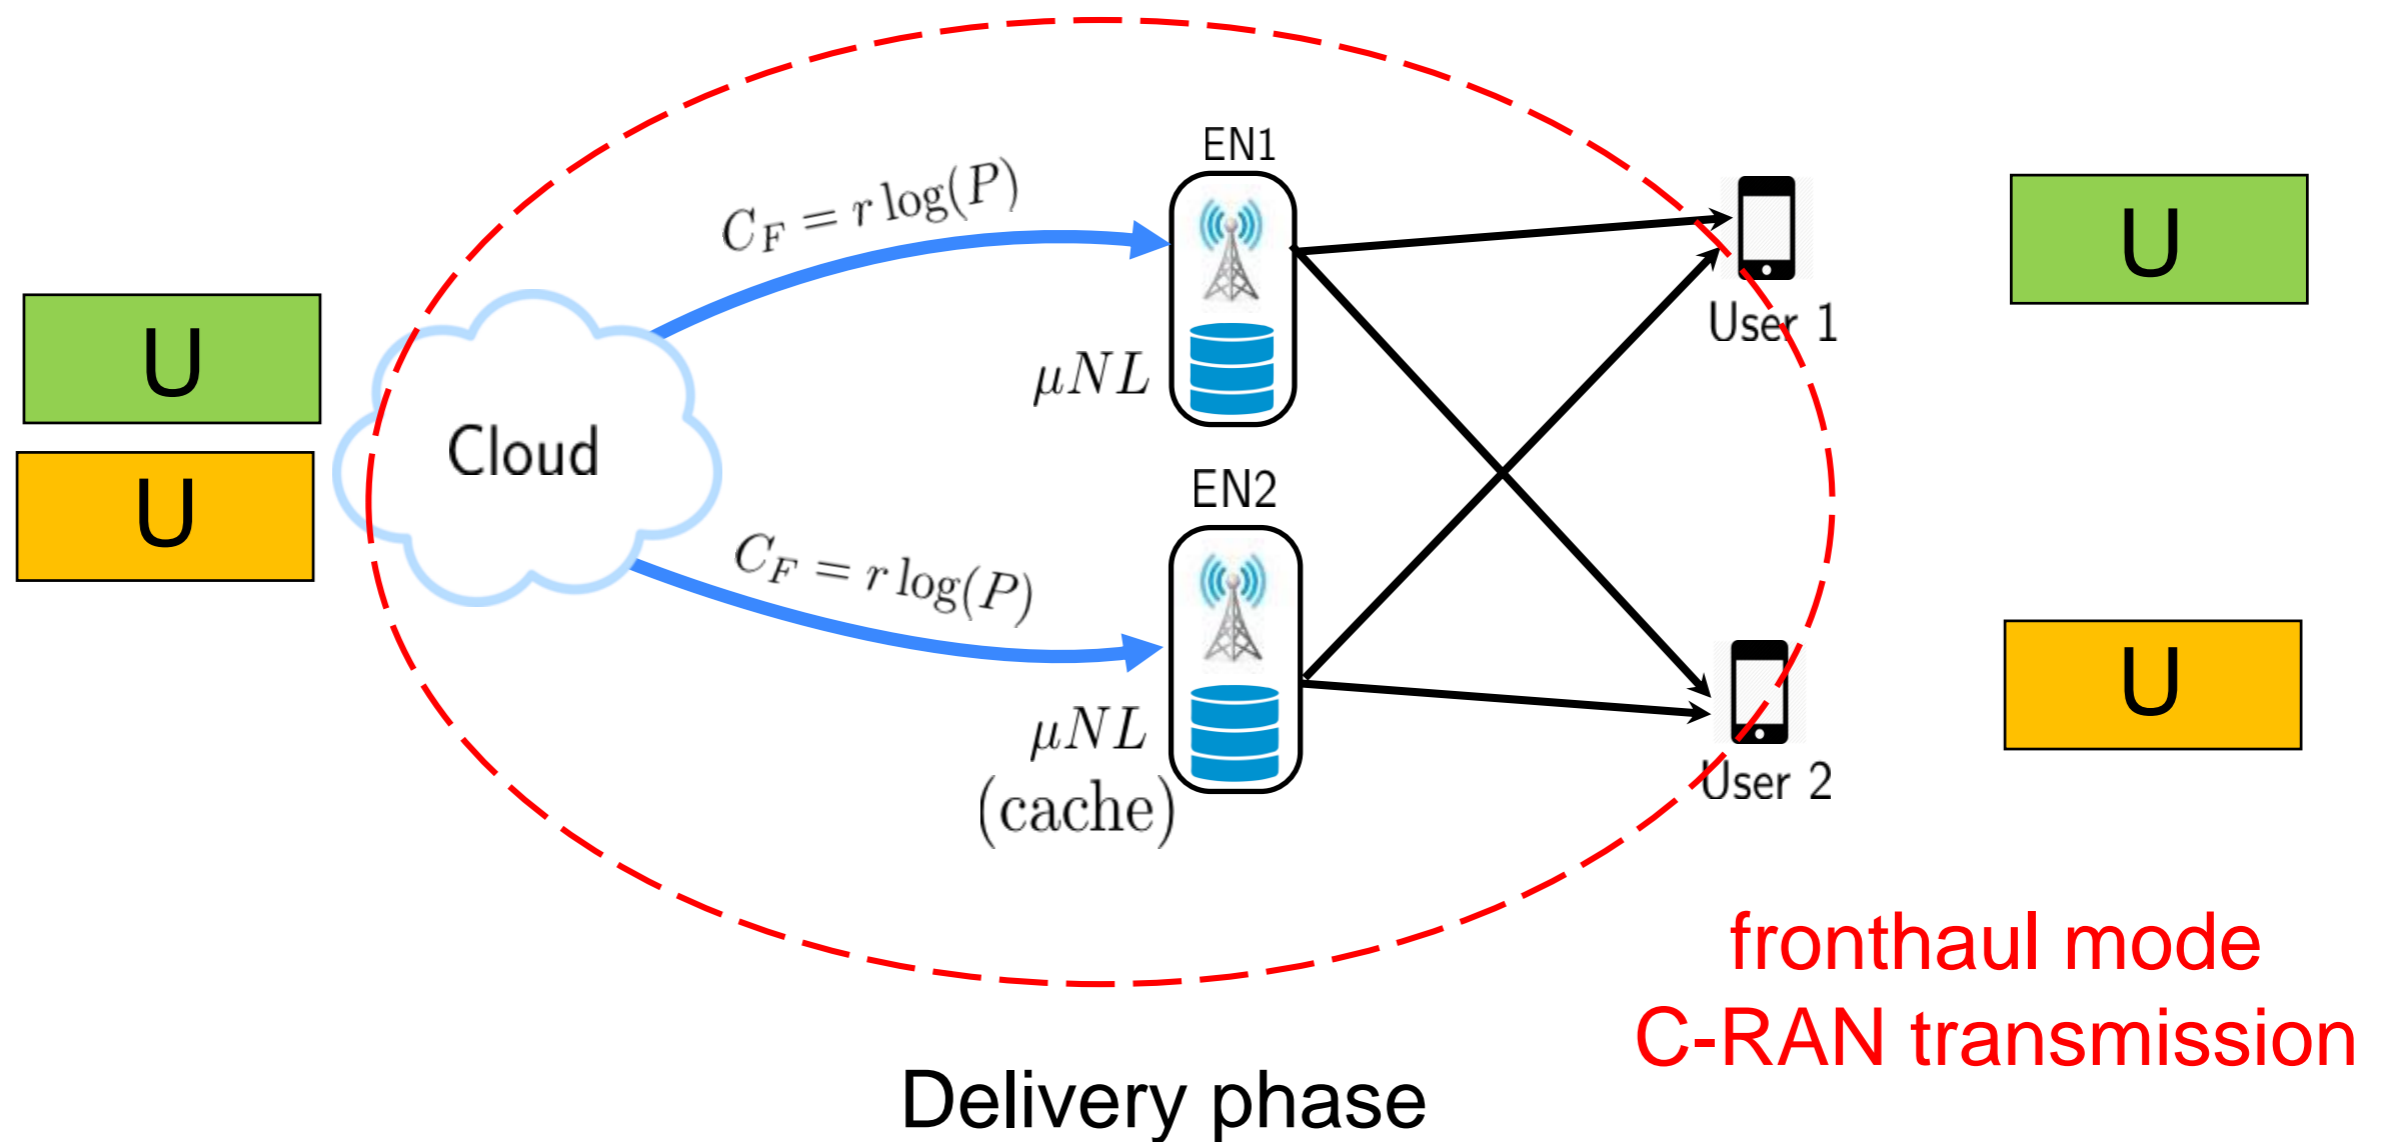 EN1
C_F = r log(P)
U
U
User 1
μNL
U
Cloud
EN2
U
C_F = r log(P)
U
μNL
(cache)
User 2
fronthaul mode
C-RAN transmission
Delivery phase